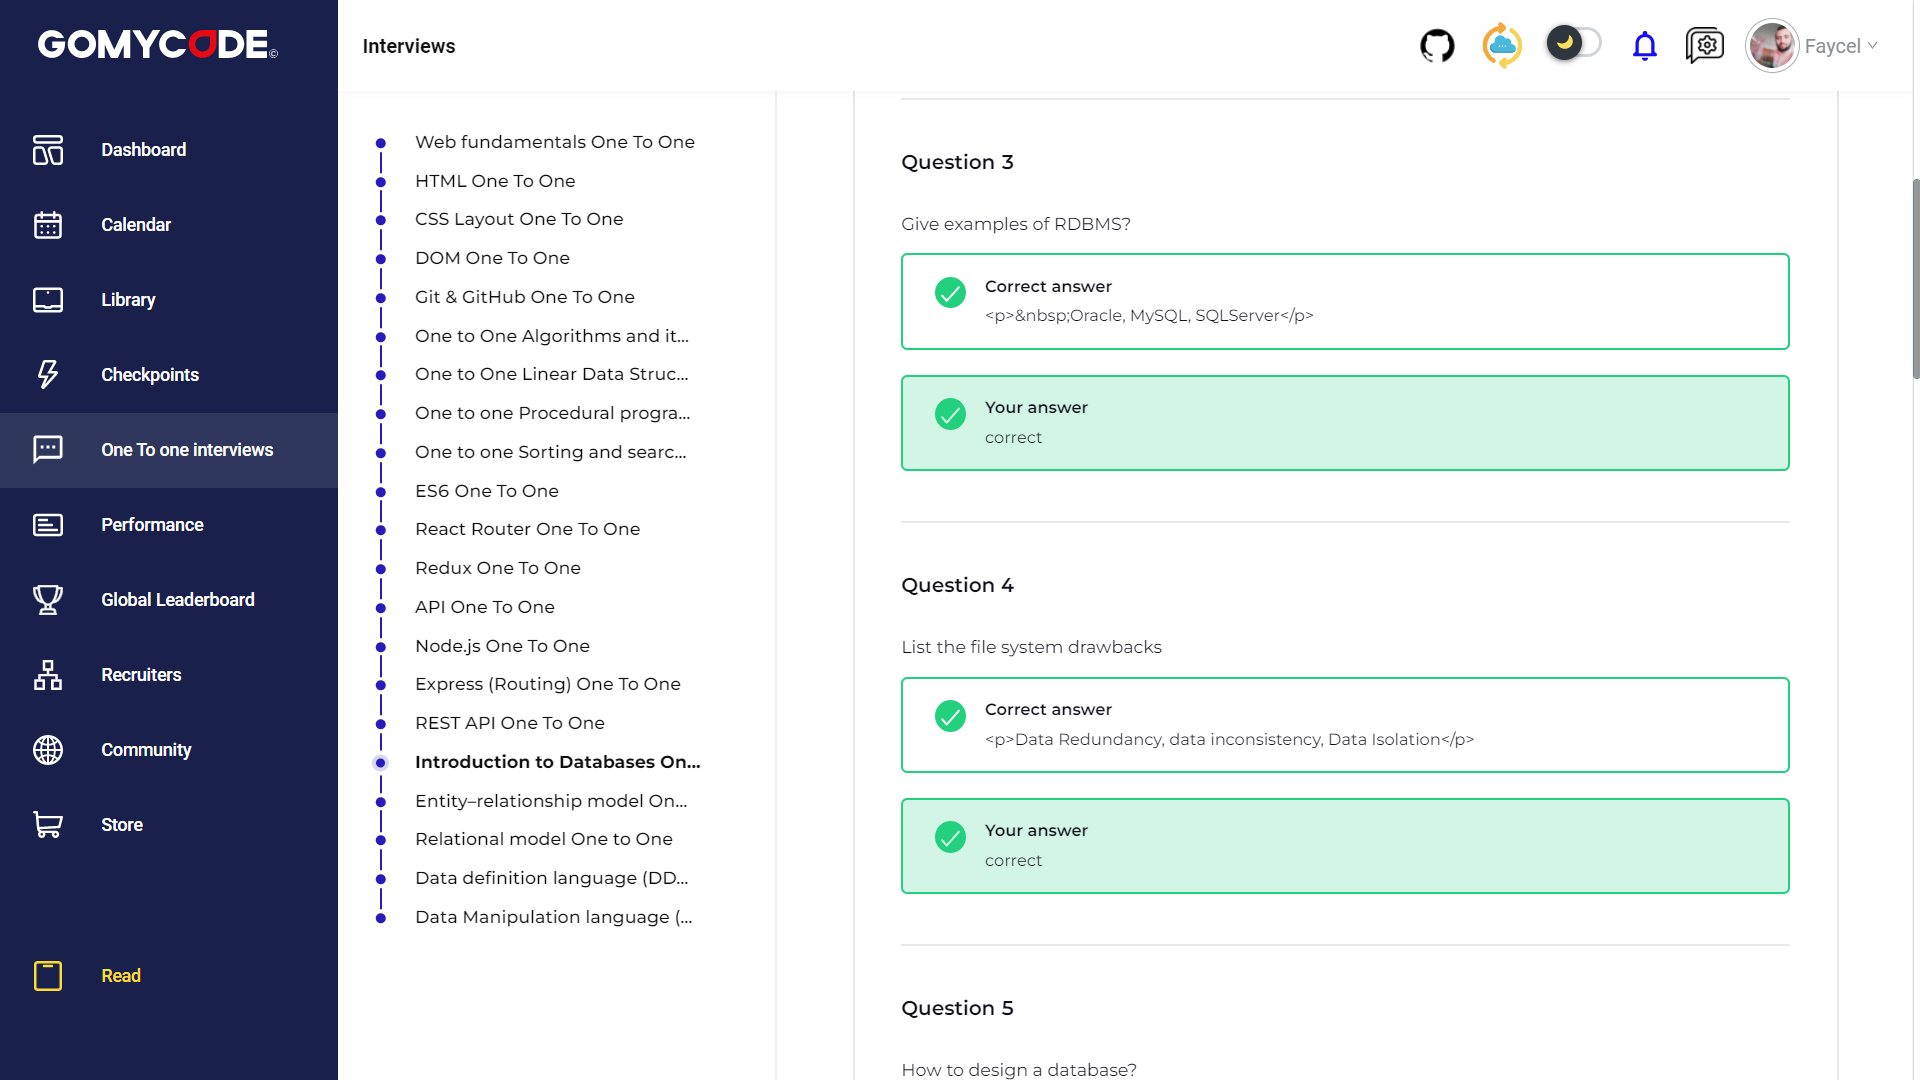 GOMYCODE©
Interviews
Faycel
Dashboard
Calendar
Library
Checkpoints
One To one interviews
Performance
Global Leaderboard
Recruiters
Community
Store
Read
Web fundamentals One To One
HTML One To One
CSS Layout One To One
DOM One To One
Git & GitHub One To One
One to One Algorithms and it...
One to One Linear Data Struc...
One to one Procedural progra...
One to one Sorting and searc...
ES6 One To One
React Router One To One
Redux One To One
API One To One
Node.js One To One
Express (Routing) One To One
REST API One To One
Introduction to Databases On...
Entity–relationship model On...
Relational model One to One
Data definition language (DD...
Data Manipulation language (...
Question 3
Give examples of RDBMS?
Correct answer
<p>&nbsp;Oracle, MySQL, SQLServer</p>
Your answer
correct
Question 4
List the file system drawbacks
Correct answer
<p>Data Redundancy, data inconsistency, Data Isolation</p>
Your answer
correct
Question 5
How to design a database?